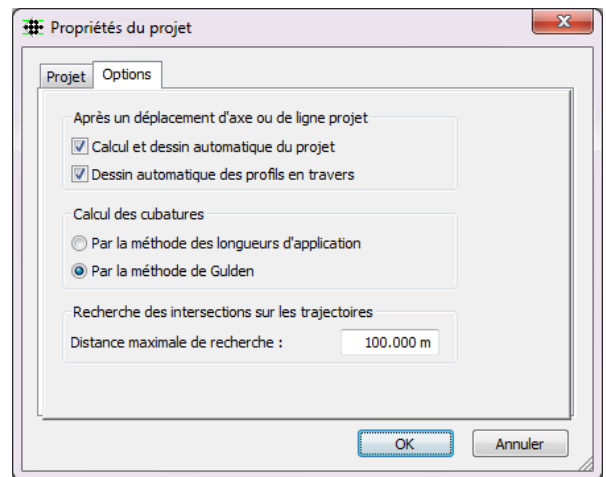 Propriétés du projet
Projet Options
Après un déplacement d'axe ou de ligne projet
Calcul et dessin automatique du projet
Dessin automatique des profils en travers
Calcul des cubatures
Par la méthode des longueurs d'application
Par la méthode de Gulden
Recherche des intersections sur les trajectoires
Distance maximale de recherche : 100.000 m
OK Annuler